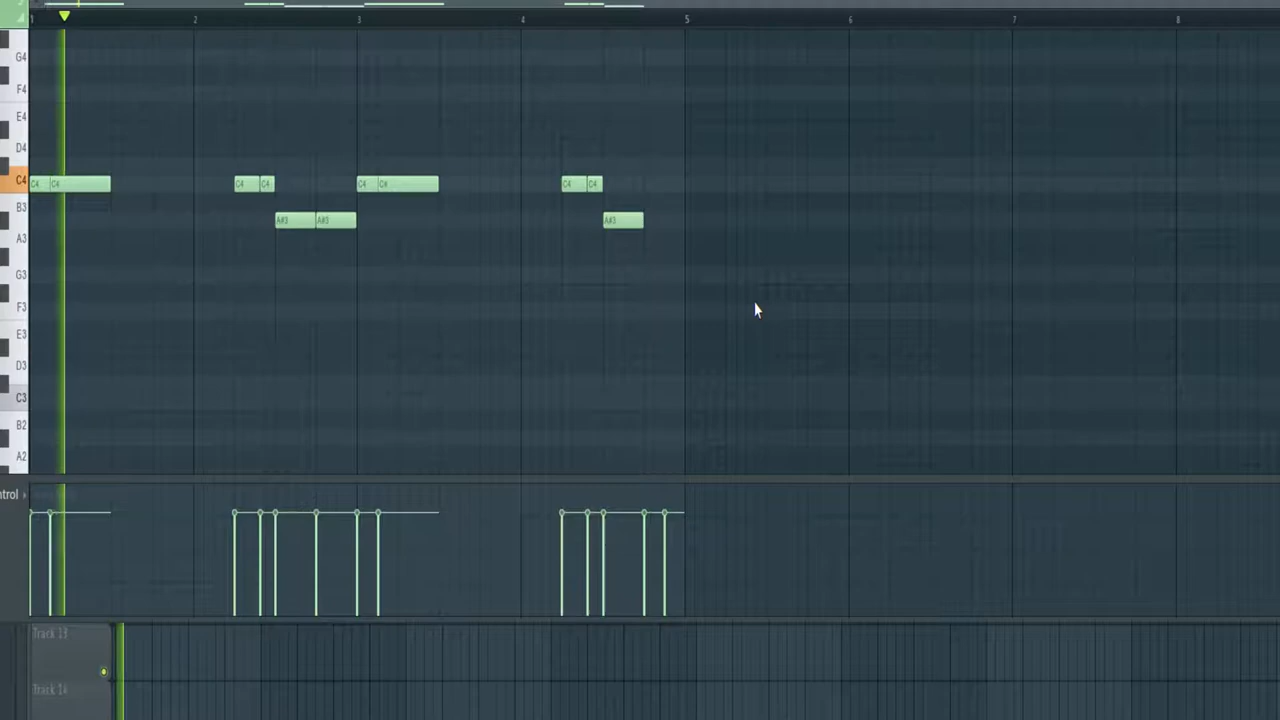 1 2 3 4 5 6 7 8
G4
F4
E4
D4
C4 C4 C4 C4 C4 C4 C4 C4 C4
B3
A#3 A#3 A#3
A3
G3
F3
E3
D3
C3
B2
A2
ntrol
Track 13
Track 14